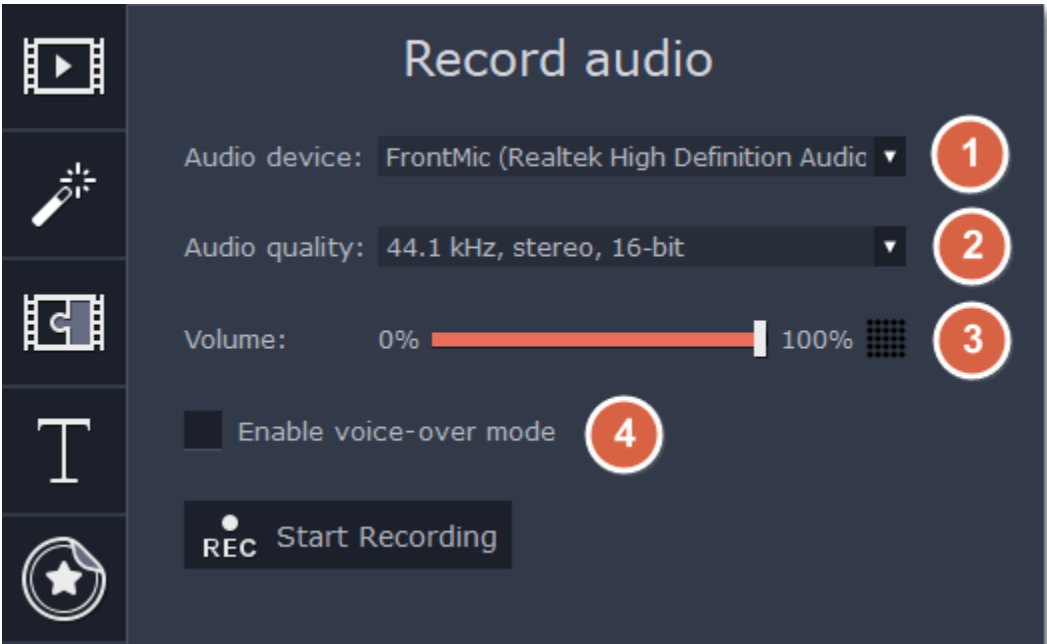 Record audio
Audio device: FrontMic (Realtek High Definition Audic 1
Audio quality: 44.1 kHz, stereo, 16-bit 2
Volume: 0% 100% 3
Enable voice-over mode 4
REC Start Recording
T